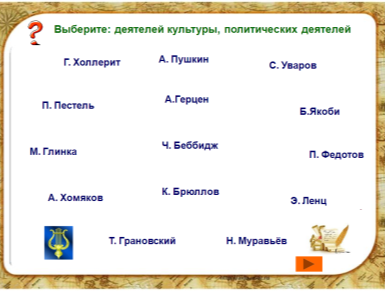 Выберите: деятелей культуры, политических деятелей
Г. Холлерит
А. Пушкин
С. Уваров
П. Пестель
А.Герцен
Б.Якоби
М. Глинка
Ч. Беббидж
П. Федотов
А. Хомяков
К. Брюллов
Э. Ленц
Т. Грановский
Н. Муравьёв